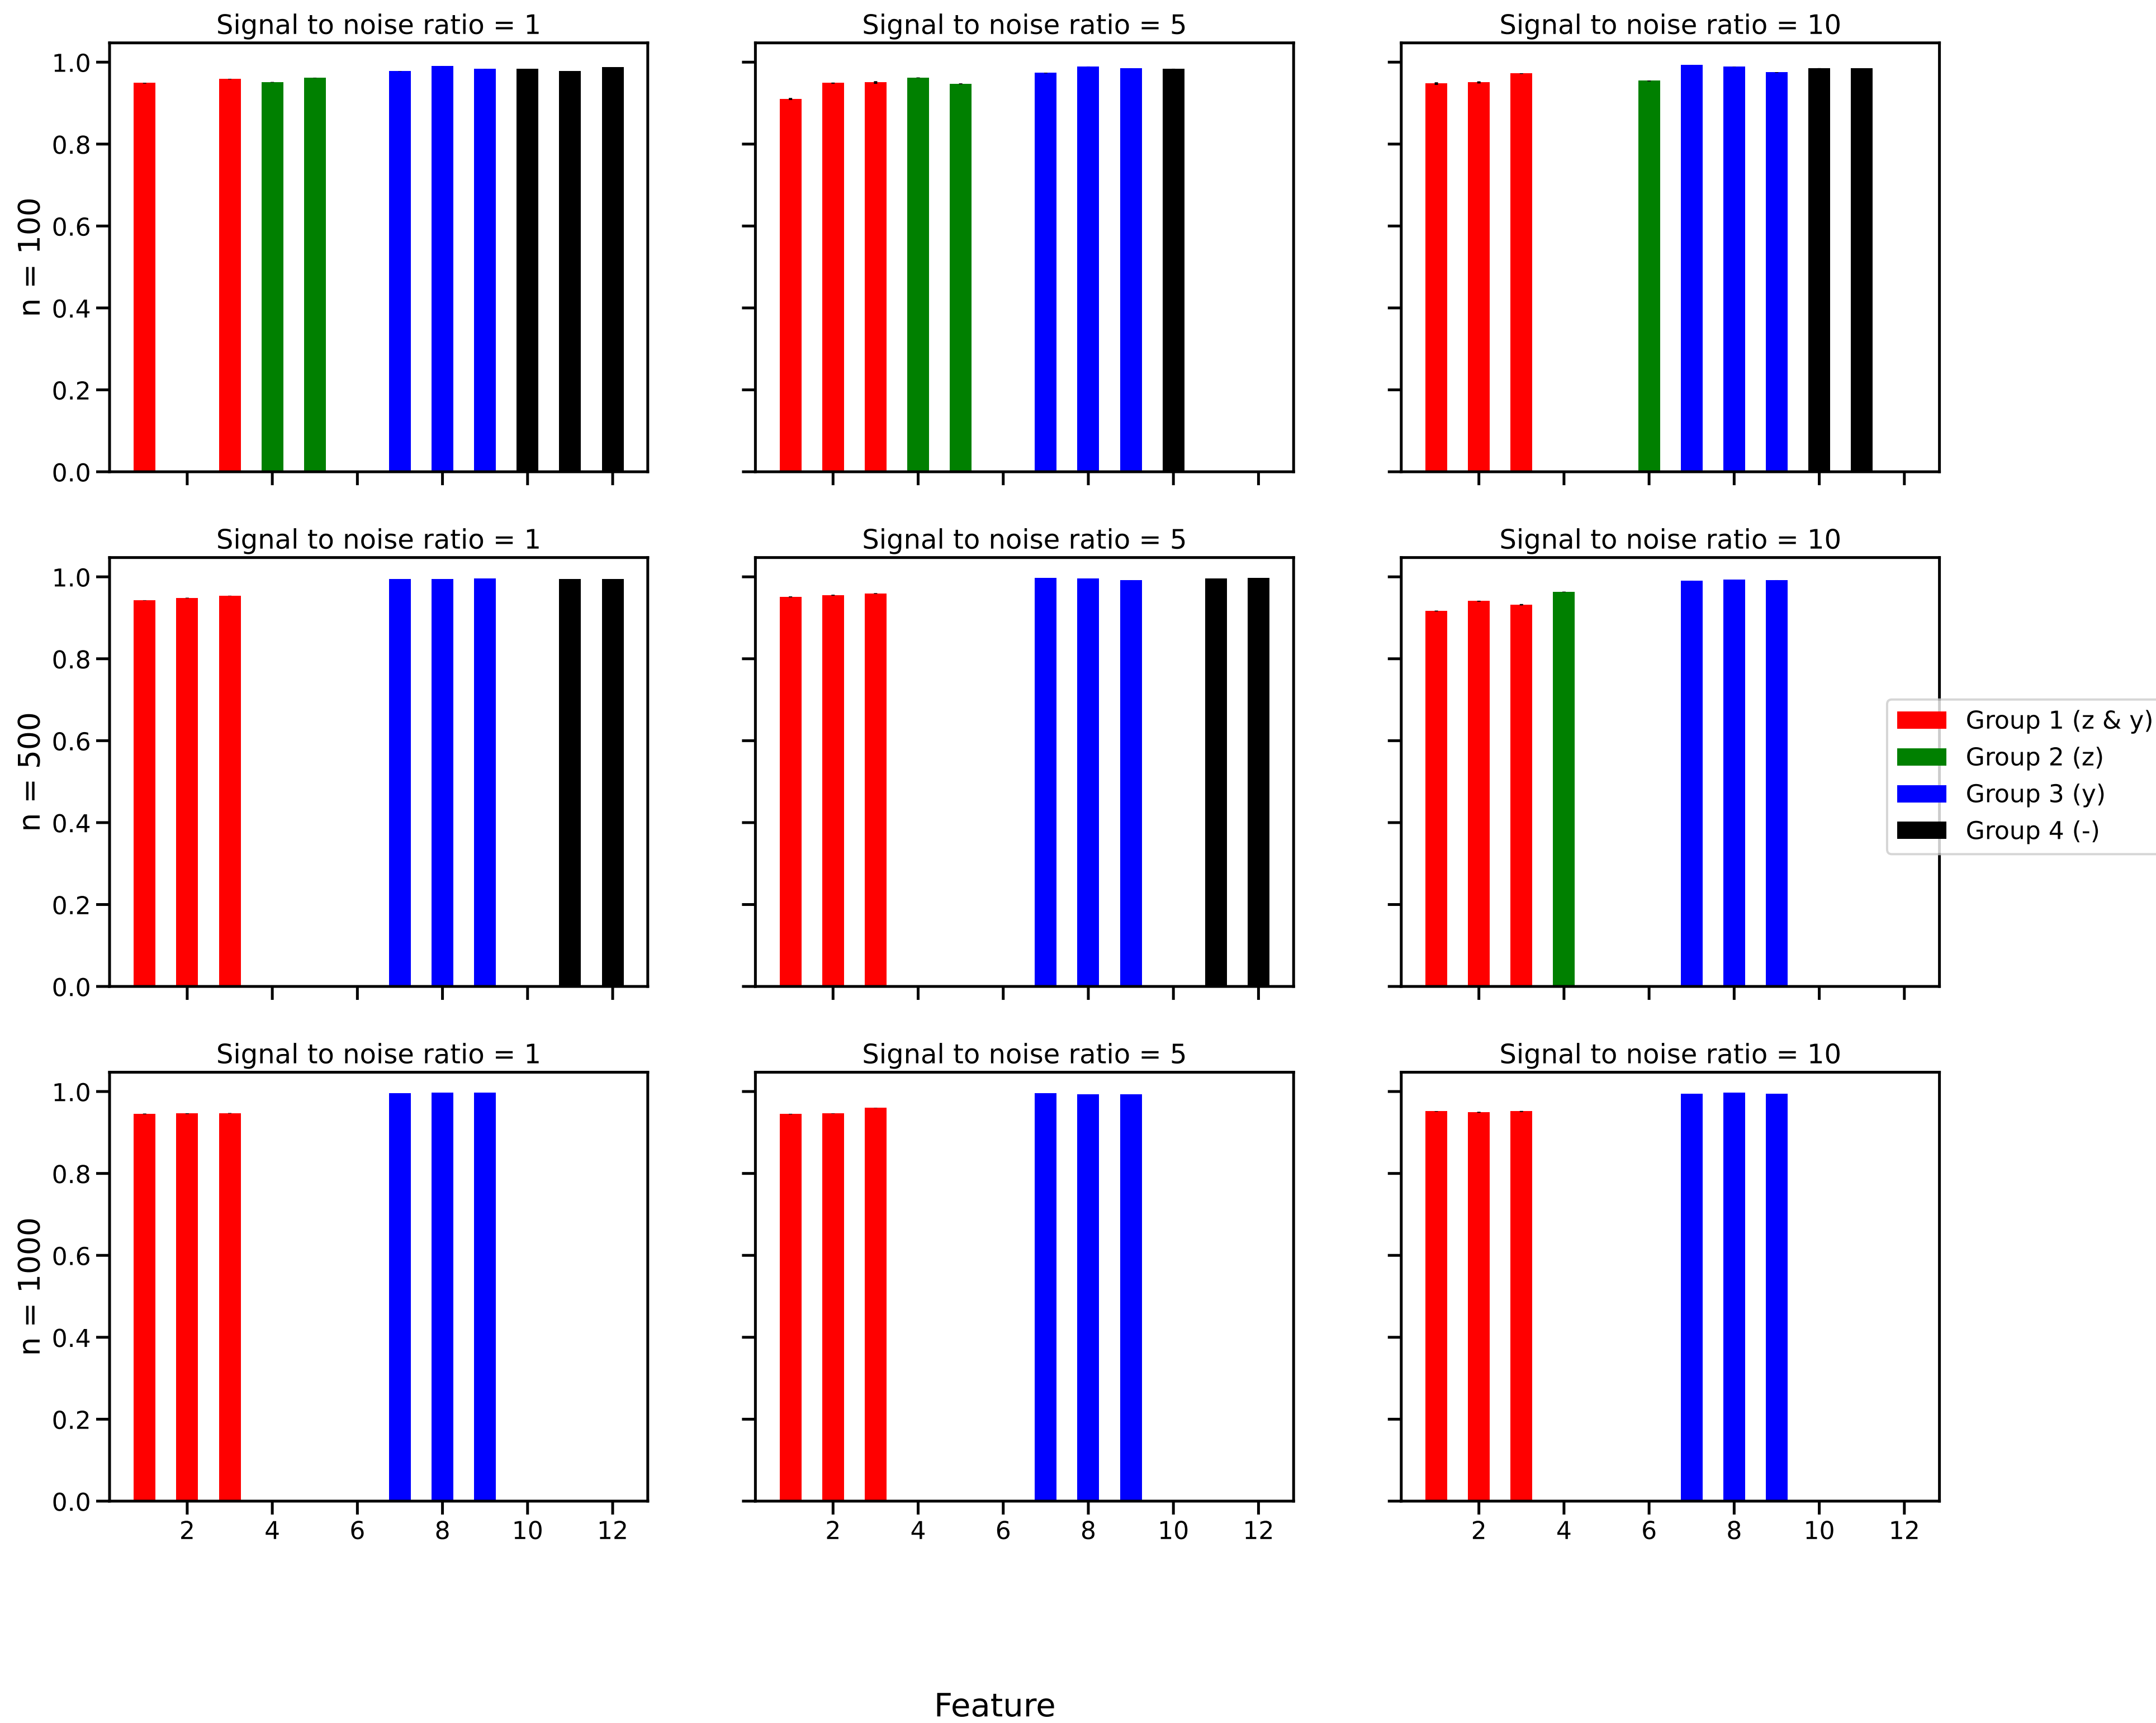 Signal to noise ratio = 1
Signal to noise ratio = 5
Signal to noise ratio = 10
n = 100
1.0
0.8
0.6
0.4
0.2
0.0
Signal to noise ratio = 1
Signal to noise ratio = 5
Signal to noise ratio = 10
n = 500
1.0
0.8
0.6
0.4
0.2
0.0
Group 1 (z & y)
Group 2 (z)
Group 3 (y)
Group 4 (-)
Signal to noise ratio = 1
Signal to noise ratio = 5
Signal to noise ratio = 10
n = 1000
1.0
0.8
0.6
0.4
0.2
0.0
2 4 6 8 10 12
2 4 6 8 10 12
2 4 6 8 10 12
Feature